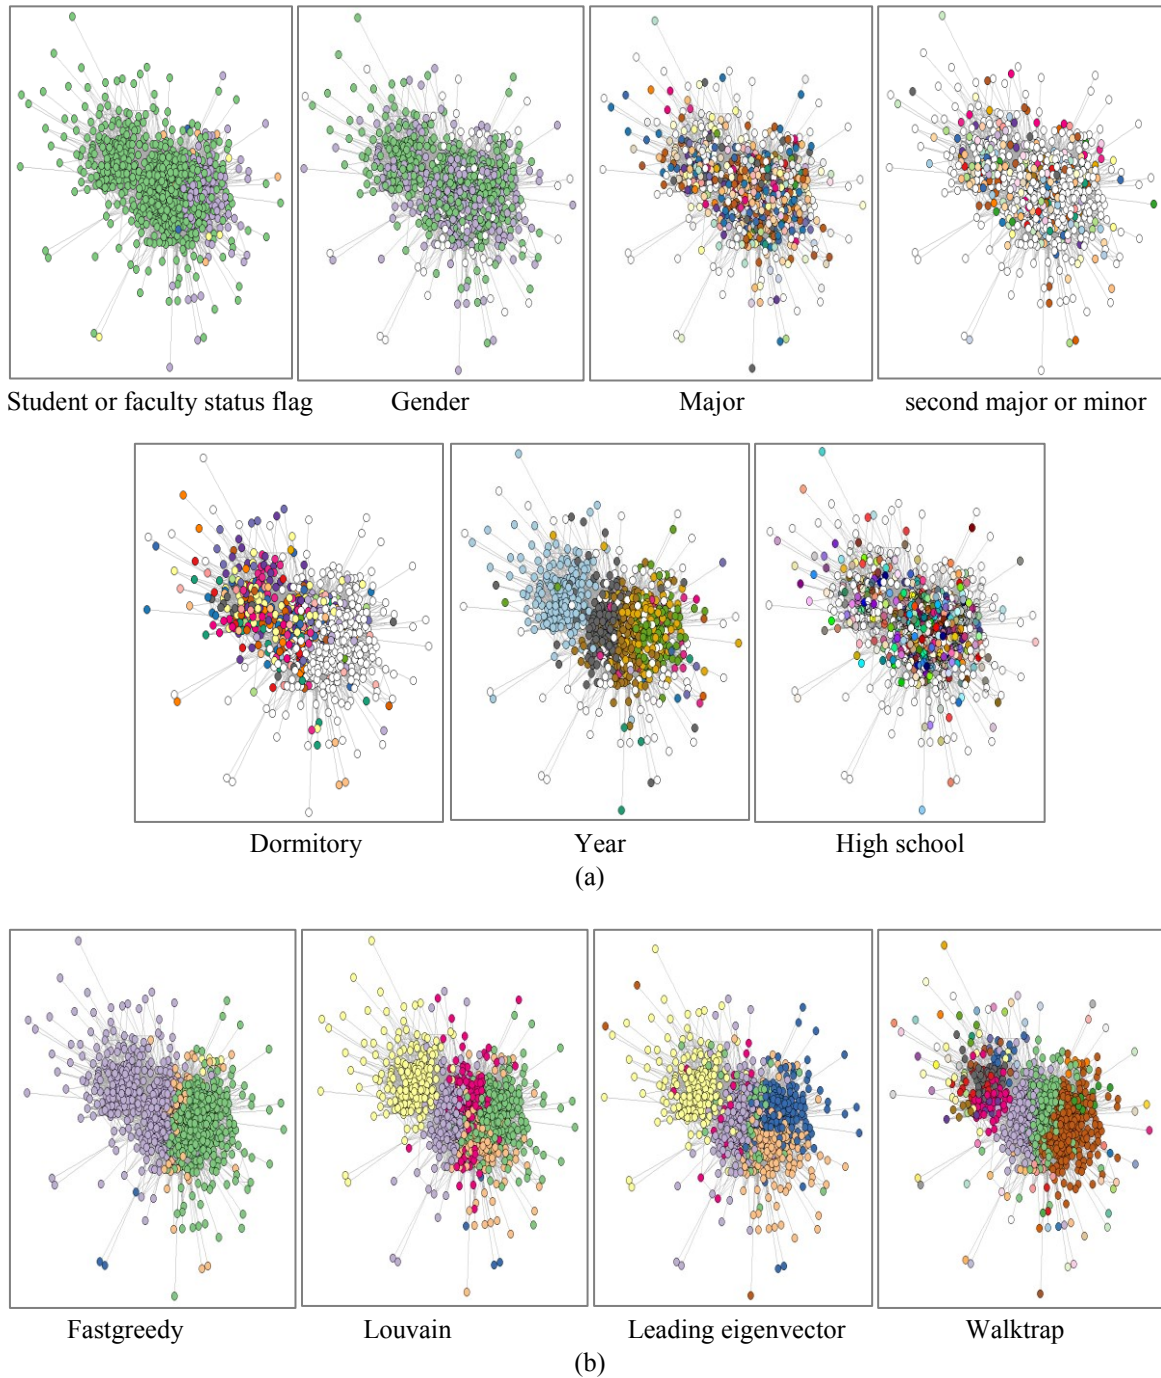 Student or faculty status flag Gender Major second major or minor
Dormitory Year High school
(a)
Fastgreedy Louvain Leading eigenvector Walktrap
(b)